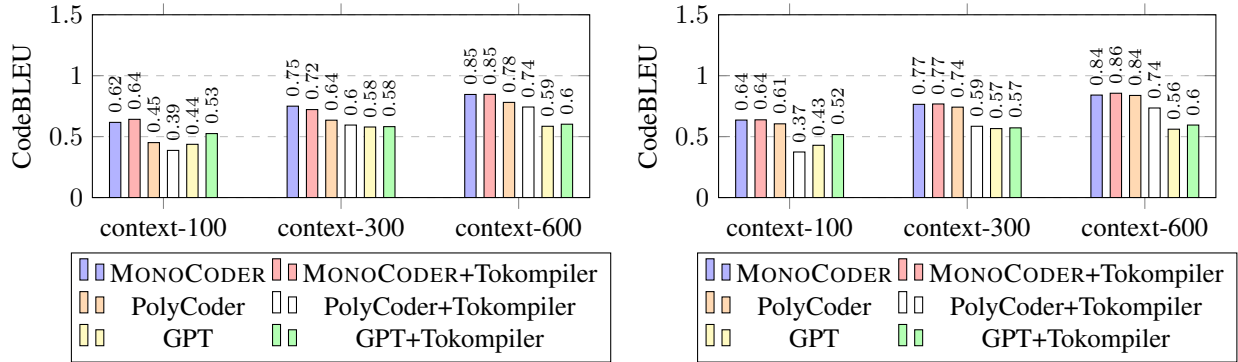 1.5
1
0.5
0
CodeBLEU
0.62 0.64 0.45 0.39 0.44 0.53
0.75 0.72 0.64 0.6 0.58 0.58
0.85 0.85 0.78 0.74 0.59 0.6
context-100 context-300 context-600
MONOCODER MONOCODER+Tokompiler
PolyCoder PolyCoder+Tokompiler
GPT GPT+Tokompiler
1.5
1
0.5
0
CodeBLEU
0.64 0.64 0.61 0.37 0.43 0.52
0.77 0.77 0.74 0.59 0.57 0.57
0.84 0.86 0.84 0.74 0.56 0.6
context-100 context-300 context-600
MONOCODER MONOCODER+Tokompiler
PolyCoder PolyCoder+Tokompiler
GPT GPT+Tokompiler